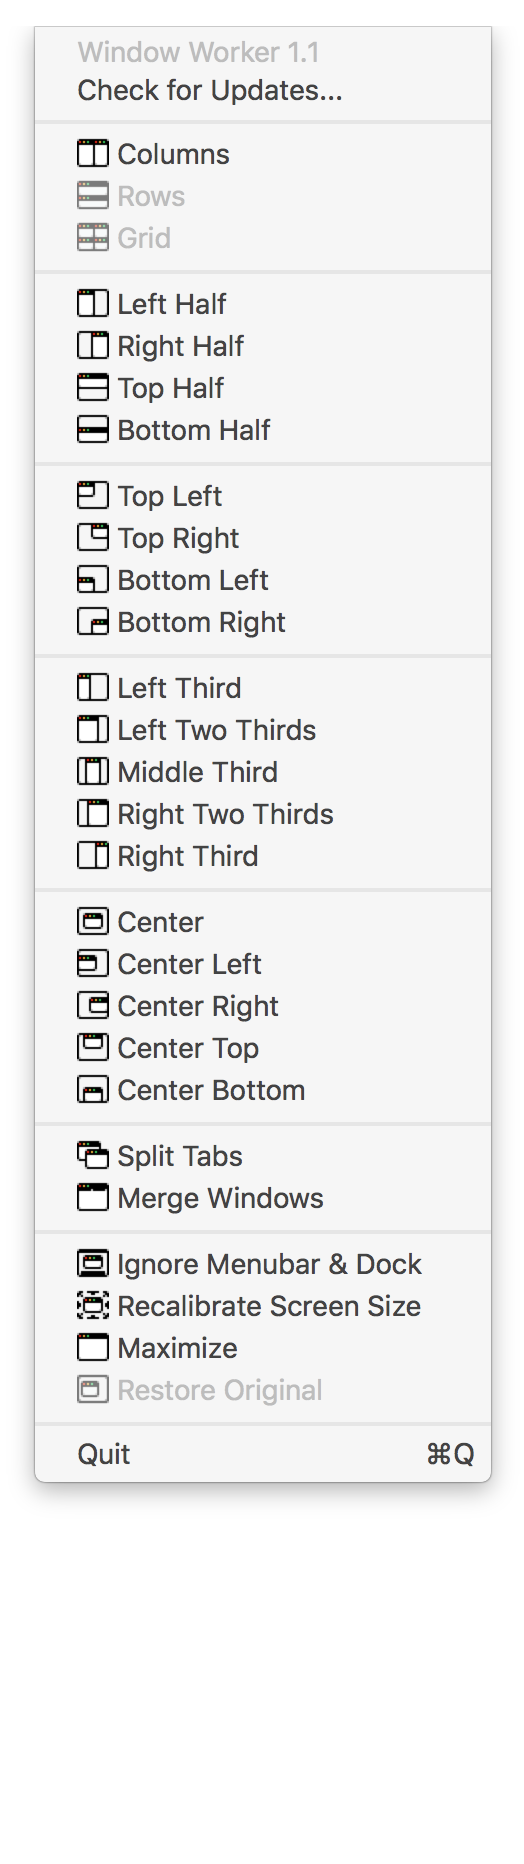 Window Worker 1.1
Check for Updates...
Columns
Rows
Grid
Left Half
Right Half
Top Half
Bottom Half
Top Left
Top Right
Bottom Left
Bottom Right
Left Third
Left Two Thirds
Middle Third
Right Two Thirds
Right Third
Center
Center Left
Center Right
Center Top
Center Bottom
Split Tabs
Merge Windows
Ignore Menubar & Dock
Recalibrate Screen Size
Maximize
Restore Original
Quit ⌘Q